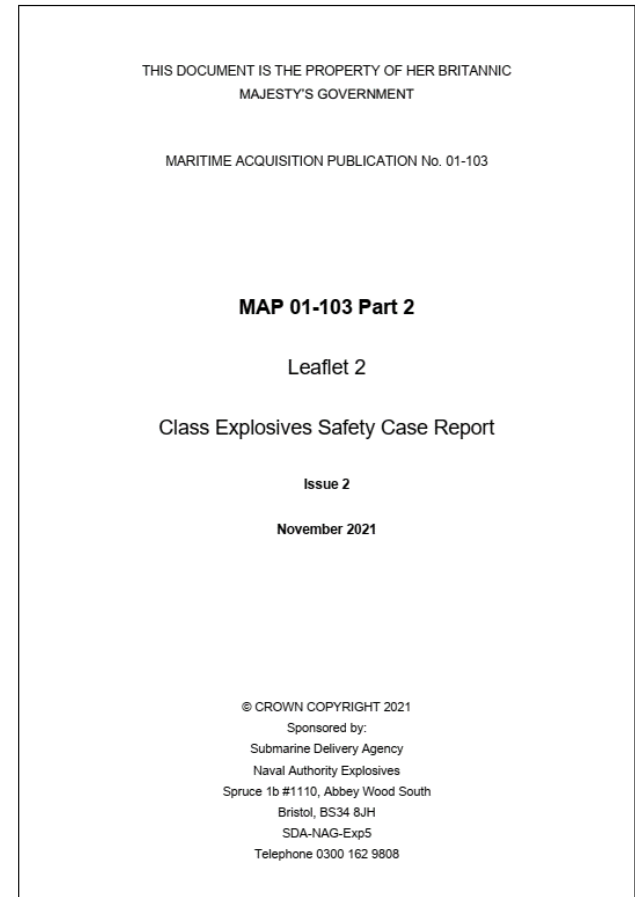 THIS DOCUMENT IS THE PROPERTY OF HER BRITANNIC
MAJESTY'S GOVERNMENT
MARITIME ACQUISITION PUBLICATION No. 01-103
MAP 01-103 Part 2
Leaflet 2
Class Explosives Safety Case Report
Issue 2
November 2021
© CROWN COPYRIGHT 2021
Sponsored by:
Submarine Delivery Agency
Naval Authority Explosives
Spruce 1b #1110, Abbey Wood South
Bristol, BS34 8JH
SDA-NAG-Exp5
Telephone 0300 162 9808